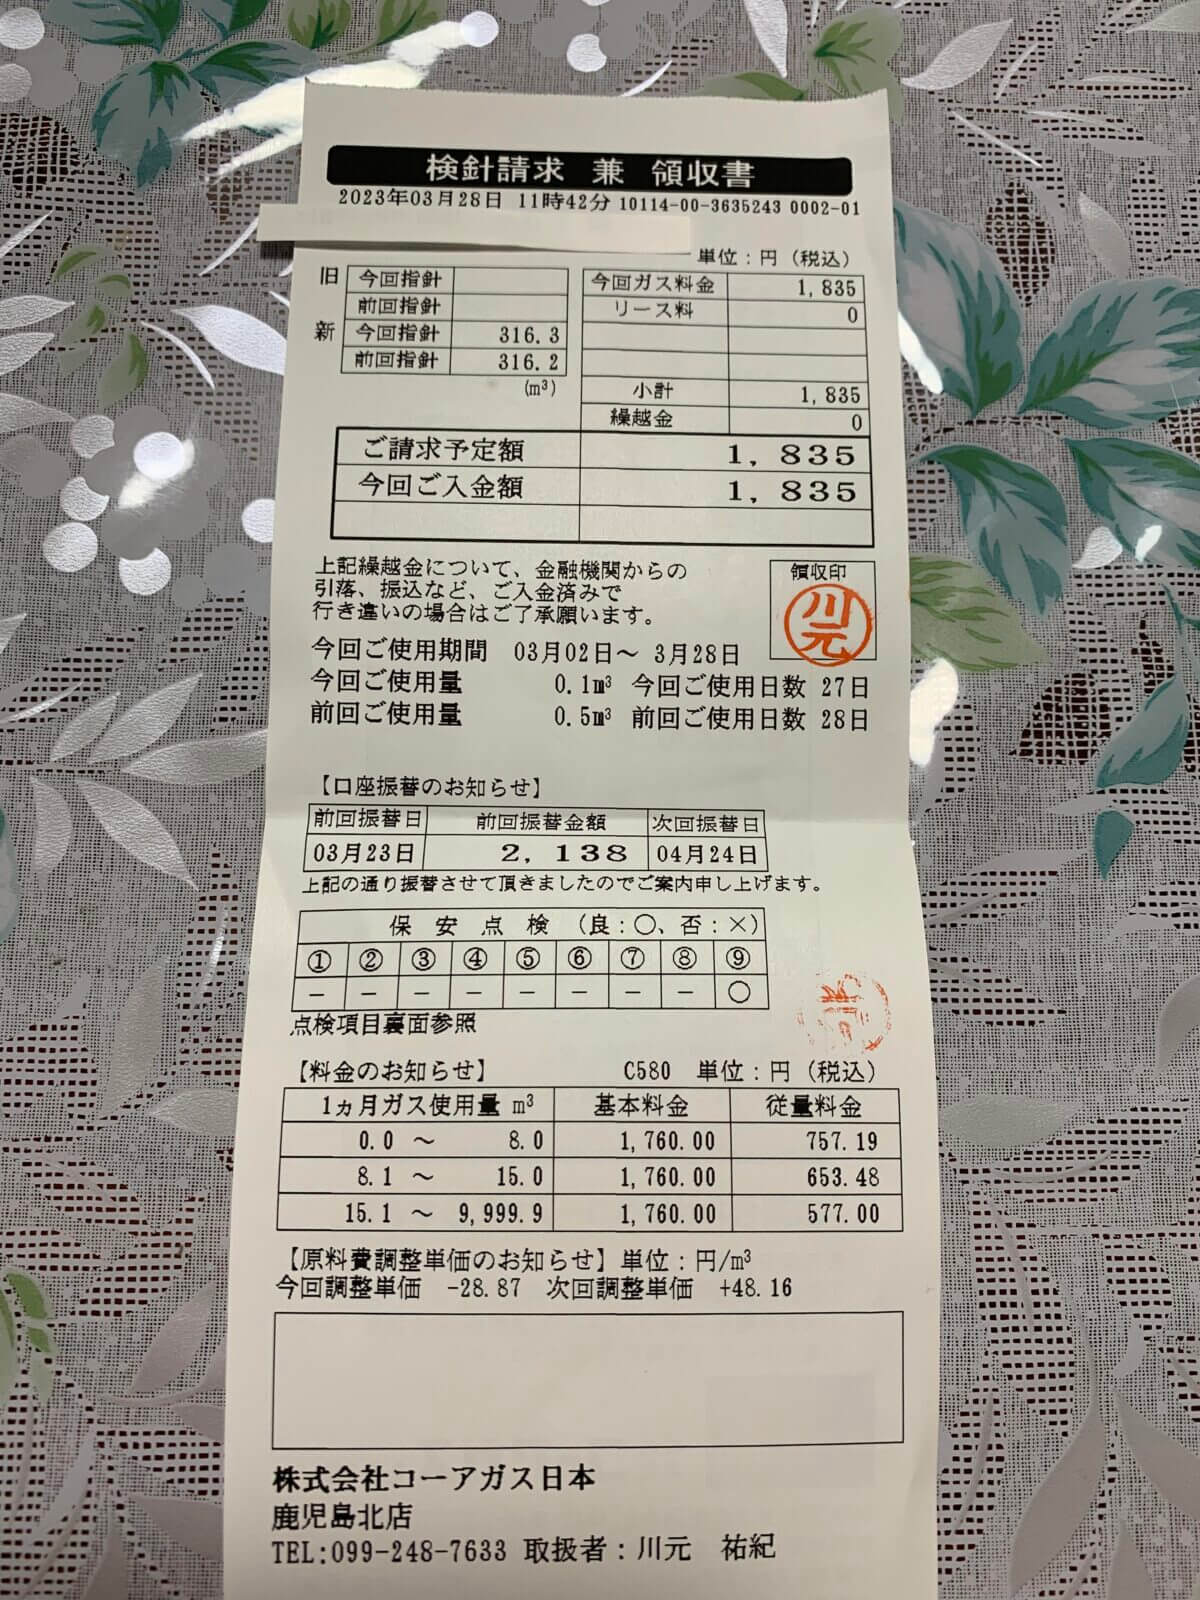 検針請求 兼 領収書
2023年03月28日 11時42分 10114-00-3635243 0002-01
単位：円（税込）
旧 今回指針
前回指針
新 今回指針 316.3
前回指針 316.2
(m³)
今回ガス料金 1,835
リース料 0
小計 1,835
繰越金 0
ご請求予定額 1,835
今回ご入金額 1,835
上記繰越金について、金融機関からの
引落、振込など、ご入金済みで
行き違いの場合はご了承願います。
領収印
川元
今回ご使用期間 03月02日～ 3月28日
今回ご使用量 0.1m³ 今回ご使用日数 27日
前回ご使用量 0.5m³ 前回ご使用日数 28日
【口座振替のお知らせ】
前回振替日 前回振替金額 次回振替日
03月23日 2,138 04月24日
上記の通り振替させて頂きましたのでご案内申し上げます。
保 安 点 検 （良：○、否：×）
① ② ③ ④ ⑤ ⑥ ⑦ ⑧ ⑨
－ － － － － － － － ○
点検項目裏面参照
【料金のお知らせ】 C580 単位：円（税込）
1ヵ月ガス使用量 m³ 基本料金 従量料金
0.0 ～ 8.0 1,760.00 757.19
8.1 ～ 15.0 1,760.00 653.48
15.1 ～ 9,999.9 1,760.00 577.00
【原料費調整単価のお知らせ】単位：円/m³
今回調整単価 -28.87 次回調整単価 +48.16
株式会社コーアガス日本
鹿児島北店
TEL:099-248-7633 取扱者：川元 祐紀